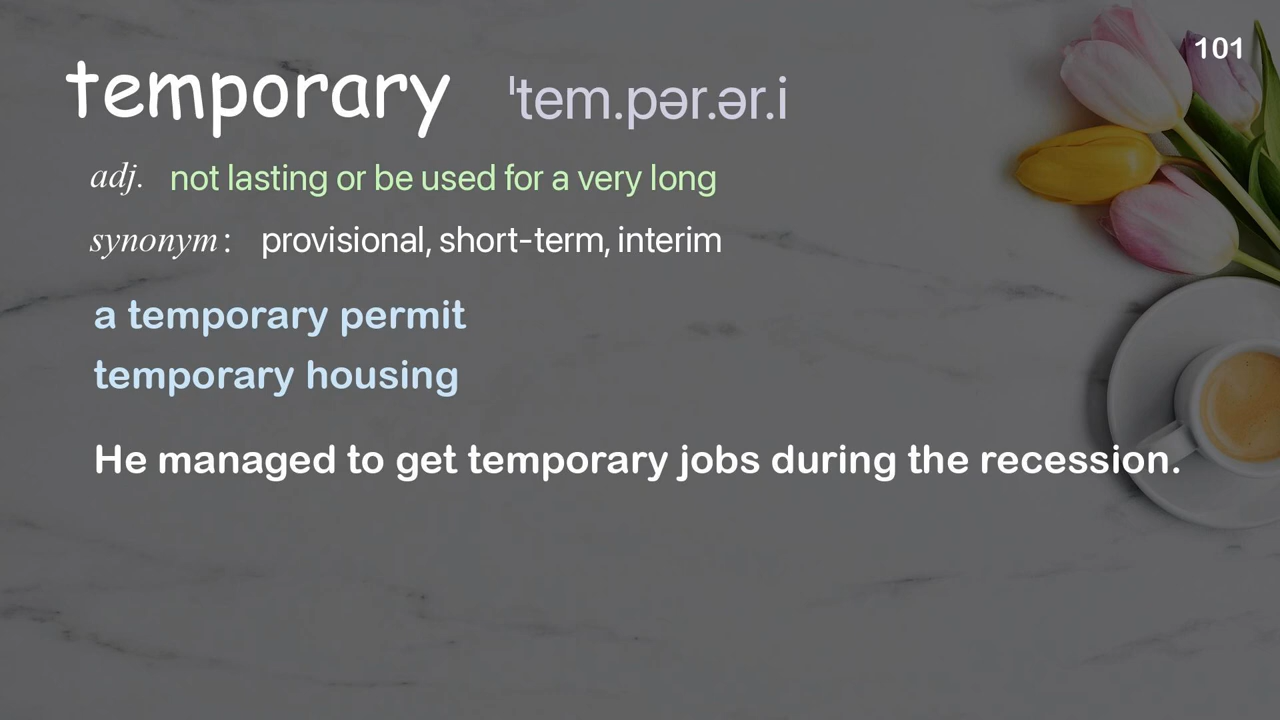 101
temporary ˈtem.pər.ər.i
adj. not lasting or be used for a very long
synonym: provisional, short-term, interim
a temporary permit
temporary housing
He managed to get temporary jobs during the recession.